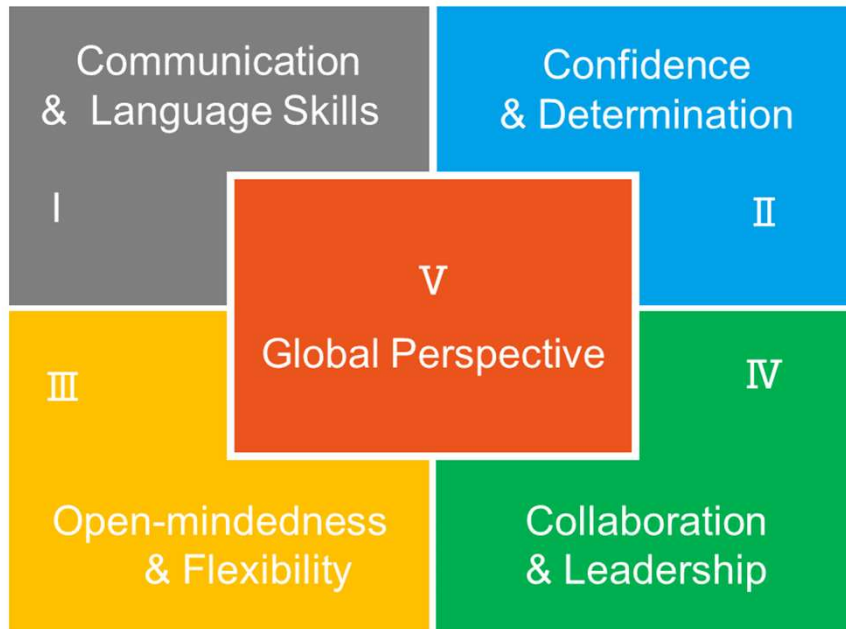 Communication
& Language Skills
I
Confidence
& Determination
Ⅱ
Ⅴ
Global Perspective
Ⅲ
Open-mindedness
& Flexibility
Ⅳ
Collaboration
& Leadership